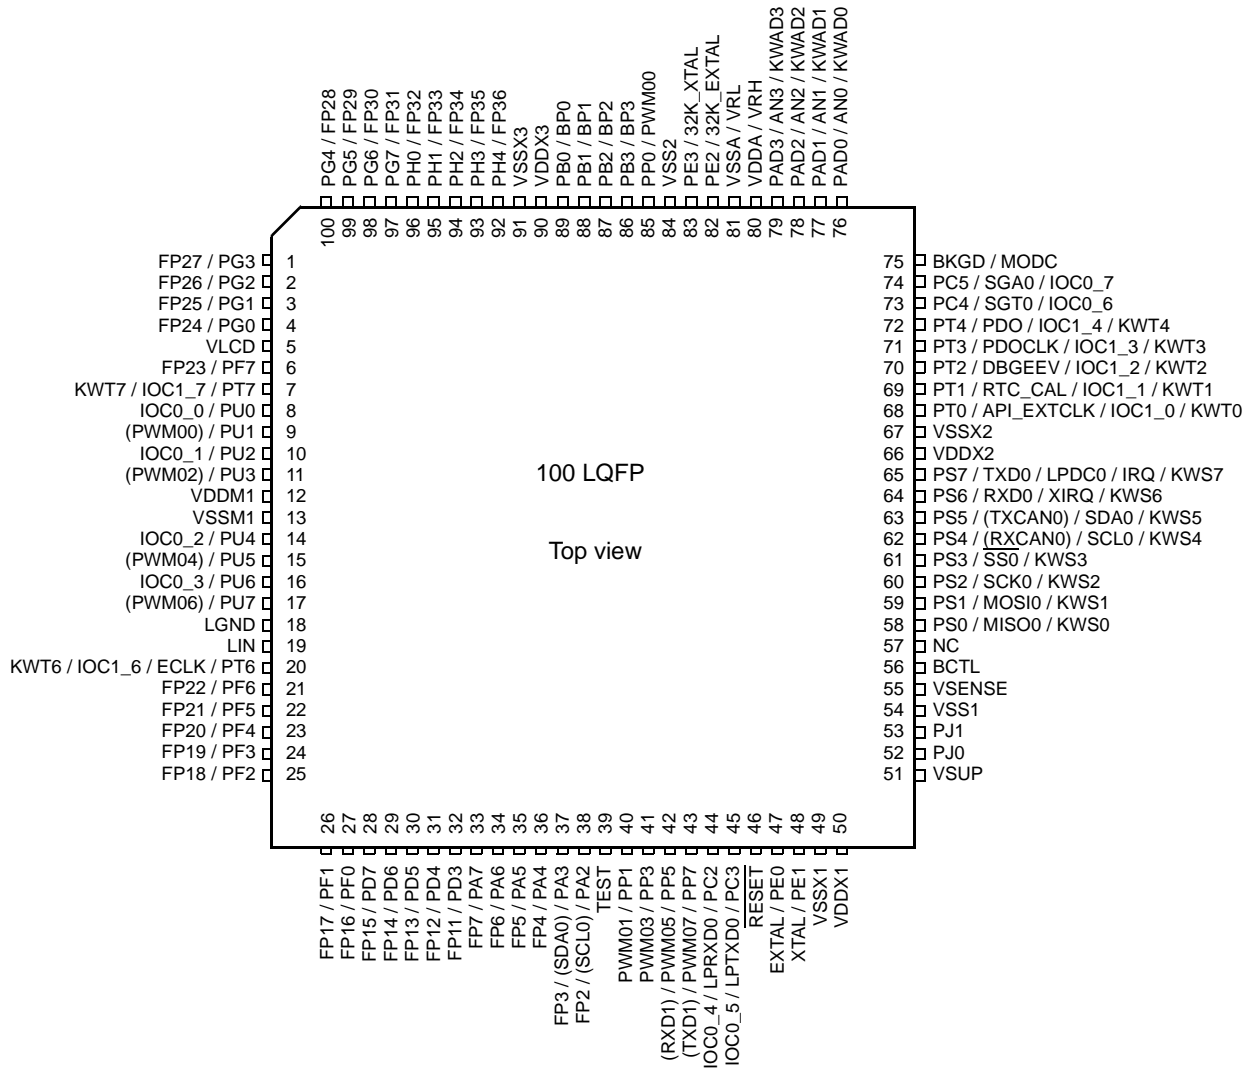 PG4 / FP28
PG5 / FP29
PG6 / FP30
PG7 / FP31
PH0 / FP32
PH1 / FP33
PH2 / FP34
PH3 / FP35
PH4 / FP36
VSSX3
VDDX3
PB0 / BP0
PB1 / BP1
PB2 / BP2
PB3 / BP3
PP0 / PWM00
VSS2
PE3 / 32K_XTAL
PE2 / 32K_EXTAL
VSSA / VRL
VDDA / VRH
PAD3 / AN3 / KWAD3
PAD2 / AN2 / KWAD2
PAD1 / AN1 / KWAD1
PAD0 / AN0 / KWAD0
100
99
98
97
96
95
94
93
92
91
90
89
88
87
86
85
84
83
82
81
80
79
78
77
76
FP27 / PG3 1
FP26 / PG2 2
FP25 / PG1 3
FP24 / PG0 4
VLCD 5
FP23 / PF7 6
KWT7 / IOC1_7 / PT7 7
IOC0_0 / PU0 8
(PWM00) / PU1 9
IOC0_1 / PU2 10
(PWM02) / PU3 11
VDDM1 12
VSSM1 13
IOC0_2 / PU4 14
(PWM04) / PU5 15
IOC0_3 / PU6 16
(PWM06) / PU7 17
LGND 18
LIN 19
KWT6 / IOC1_6 / ECLK / PT6 20
FP22 / PF6 21
FP21 / PF5 22
FP20 / PF4 23
FP19 / PF3 24
FP18 / PF2 25
100 LQFP
Top view
75 BKGD / MODC
74 PC5 / SGA0 / IOC0_7
73 PC4 / SGT0 / IOC0_6
72 PT4 / PDO / IOC1_4 / KWT4
71 PT3 / PDOCLK / IOC1_3 / KWT3
70 PT2 / DBGEEV / IOC1_2 / KWT2
69 PT1 / RTC_CAL / IOC1_1 / KWT1
68 PT0 / API_EXTCLK / IOC1_0 / KWT0
67 VSSX2
66 VDDX2
65 PS7 / TXD0 / LPDC0 / IRQ / KWS7
64 PS6 / RXD0 / XIRQ / KWS6
63 PS5 / (TXCAN0) / SDA0 / KWS5
62 PS4 / (RXCAN0) / SCL0 / KWS4
61 PS3 / SS0 / KWS3
60 PS2 / SCK0 / KWS2
59 PS1 / MOSI0 / KWS1
58 PS0 / MISO0 / KWS0
57 NC
56 BCTL
55 VSENSE
54 VSS1
53 PJ1
52 PJ0
51 VSUP
26
27
28
29
30
31
32
33
34
35
36
37
38
39
40
41
42
43
44
45
46
47
48
49
50
FP17 / PF1
FP16 / PF0
FP15 / PD7
FP14 / PD6
FP13 / PD5
FP12 / PD4
FP11 / PD3
FP7 / PA7
FP6 / PA6
FP5 / PA5
FP4 / PA4
FP3 / (SDA0) / PA3
FP2 / (SCL0) / PA2
TEST
PWM01 / PP1
PWM03 / PP3
(RXD1) / PWM05 / PP5
(TXD1) / PWM07 / PP7
IOC0_4 / LPRXD0 / PC2
IOC0_5 / LPTXD0 / PC3
RESET
EXTAL / PE0
XTAL / PE1
VSSX1
VDDX1